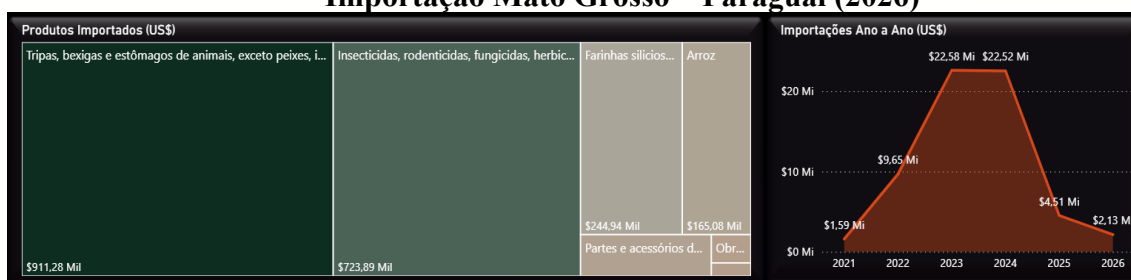 Importação Mato Grosso – Paraguai (2026)
Produtos Importados (US$)
Tripas, bexigas e estômagos de animais, exceto peixes, i...
$911,28 Mil
Insecticidas, rodenticidas, fungicidas, herbic...
$723,89 Mil
Farinhas silicios...
$244,94 Mil
Arroz
$165,08 Mil
Partes e acessórios d...
Obr...
Importações Ano a Ano (US$)
$22,58 Mi $22,52 Mi
$20 Mi
$9,65 Mi
$10 Mi
$4,51 Mi
$2,13 M
$1,59 Mi
$0 Mi
2021 2022 2023 2024 2025 2026